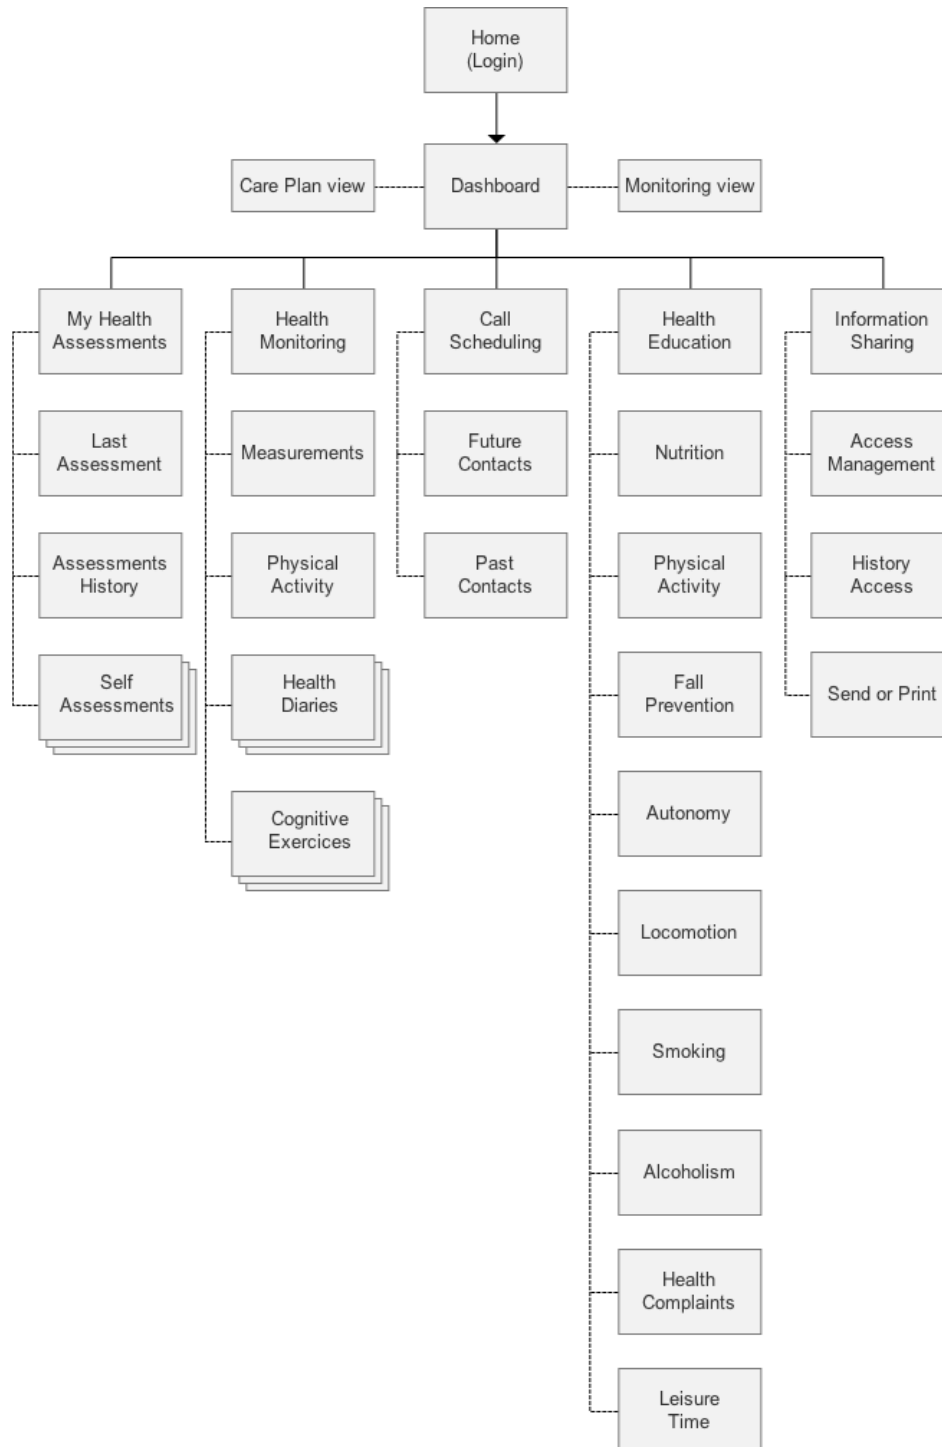 Home
(Login)
Care Plan view
Dashboard
Monitoring view
My Health
Assessments
Health
Monitoring
Call
Scheduling
Health
Education
Information
Sharing
Last
Assessment
Measurements
Future
Contacts
Nutrition
Access
Management
Assessments
History
Physical
Activity
Past
Contacts
Physical
Activity
History
Access
Self
Assessments
Health
Diaries
Fall
Prevention
Send or Print
Cognitive
Exercices
Autonomy
Locomotion
Smoking
Alcoholism
Health
Complaints
Leisure
Time